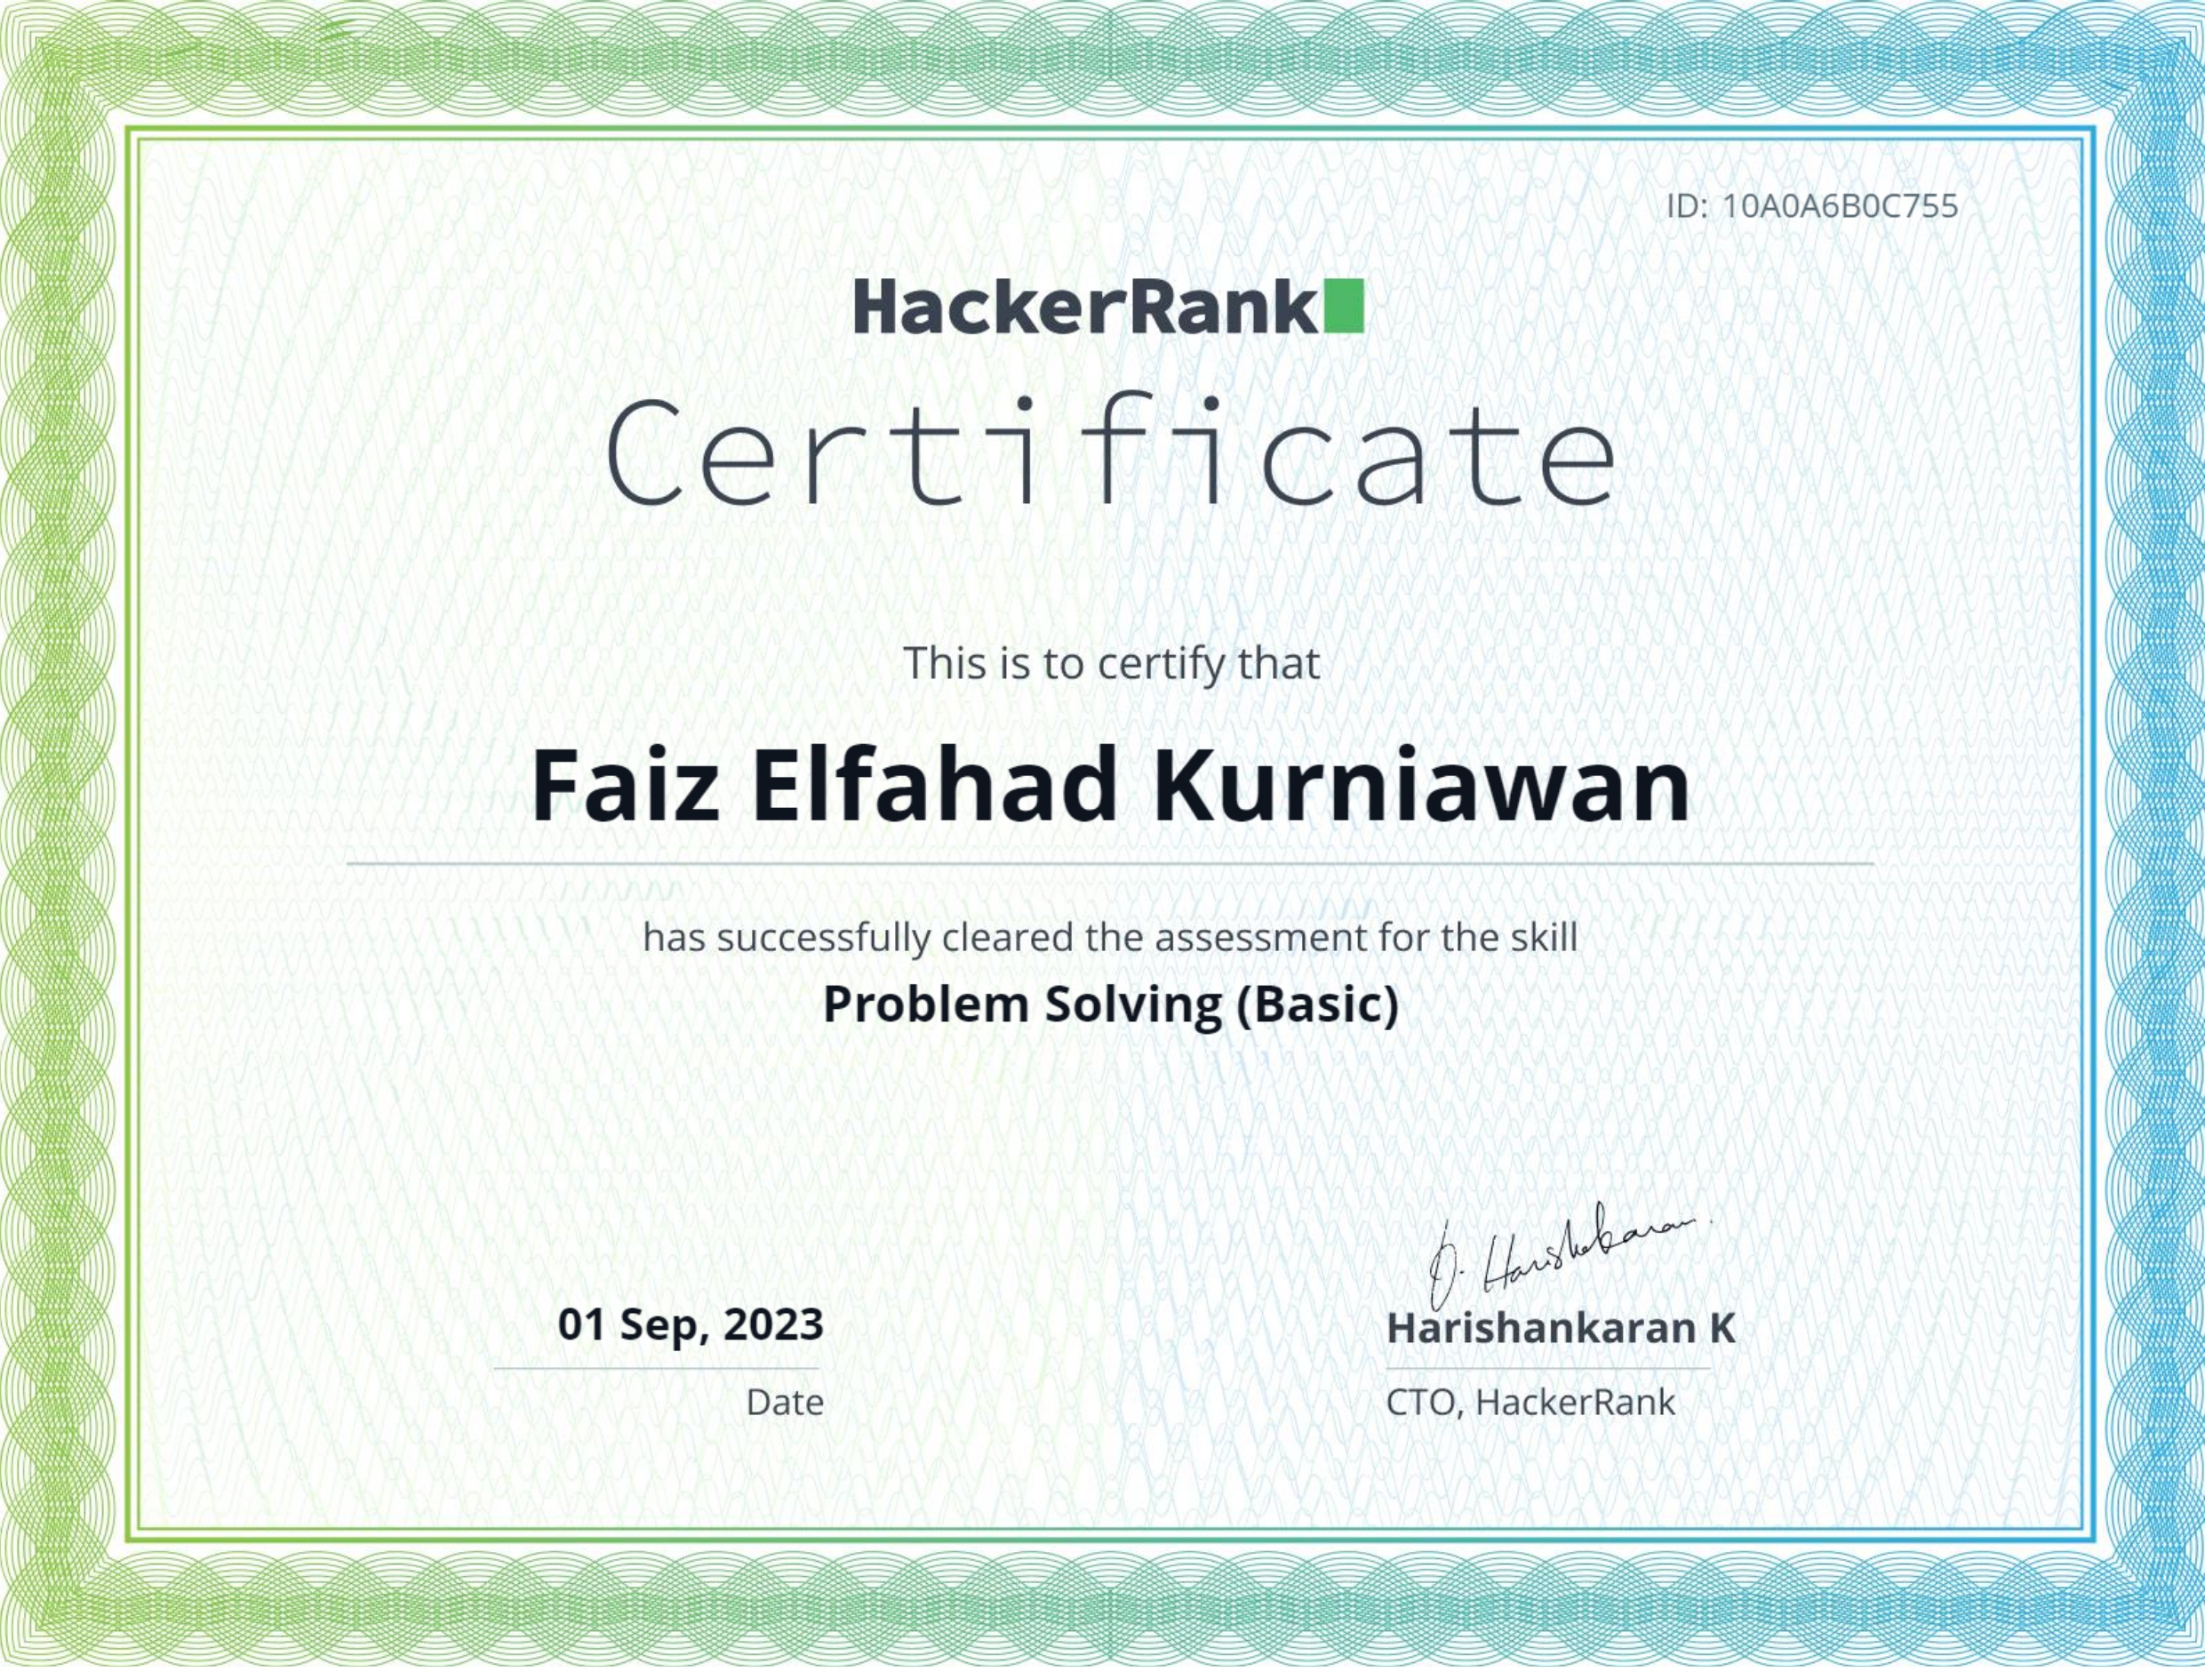 ID: 10A0A6B0C755
HackerRank
Certificate
This is to certify that
Faiz Elfahad Kurniawan
has successfully cleared the assessment for the skill
Problem Solving (Basic)
D. Harishankaran
01 Sep, 2023
Harishankaran K
Date
CTO, HackerRank